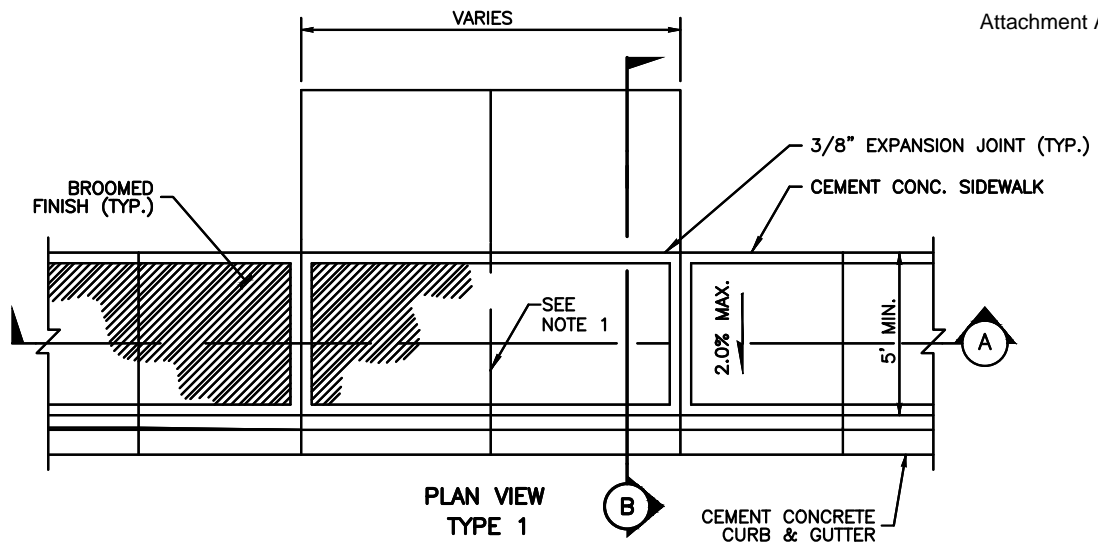 VARIES
Attachment A
3/8" EXPANSION JOINT (TYP.)
CEMENT CONC. SIDEWALK
BROOMED
FINISH (TYP.)
SEE
NOTE 1
2.0% MAX.
5' MIN.
A
PLAN VIEW
TYPE 1
B
CEMENT CONCRETE
CURB & GUTTER